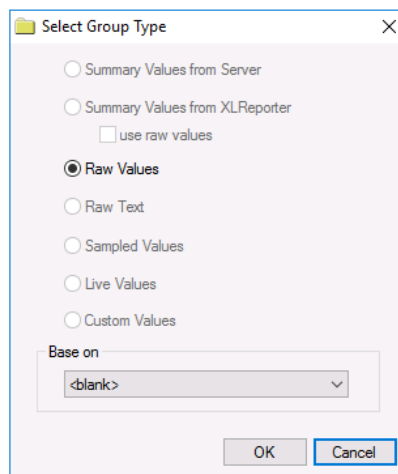 Select Group Type
Summary Values from Server
Summary Values from XLReporter
use raw values
Raw Values
Raw Text
Sampled Values
Live Values
Custom Values
Base on
<blank>
OK Cancel